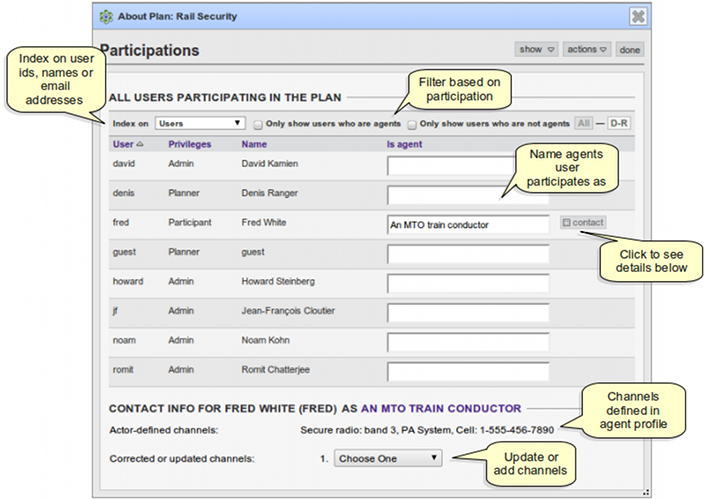 About Plan: Rail Security
Participations
show
actions
done
Index on user
ids, names or
email
addresses
Filter based on
participation
ALL USERS PARTICIPATING IN THE PLAN
Index on Users Only show users who are agents Only show users who are not agents All — D-R
User Privileges Name Is agent
david Admin David Kamien
Name agents
user
participates as
denis Planner Denis Ranger
fred Participant Fred White An MTO train conductor contact
guest Planner guest
Click to see
details below
howard Admin Howard Steinberg
jf Admin Jean-François Cloutier
noam Admin Noam Kohn
romit Admin Romit Chatterjee
CONTACT INFO FOR FRED WHITE (FRED) AS AN MTO TRAIN CONDUCTOR
Channels
defined in
agent profile
Actor-defined channels: Secure radio: band 3, PA System, Cell: 1-555-456-7890
Corrected or updated channels: 1. Choose One
Update or
add channels